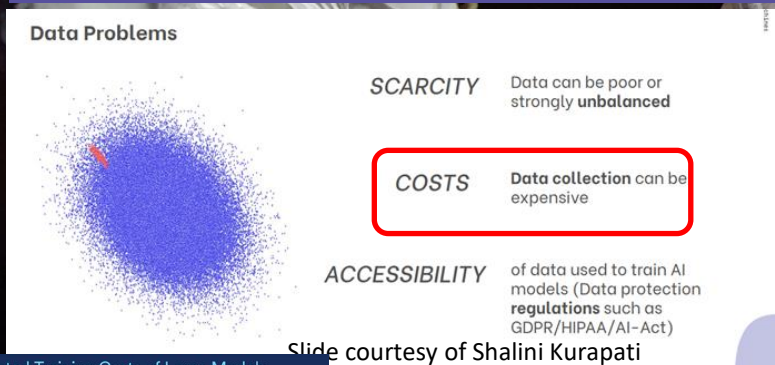 Data Problems
SCARCITY
Data can be poor or
strongly unbalanced
COSTS
Data collection can be
expensive
ACCESSIBILITY
of data used to train AI
models (Data protection
regulations such as
GDPR/HIPAA/AI-Act)
Slide courtesy of Shalini Kurapati